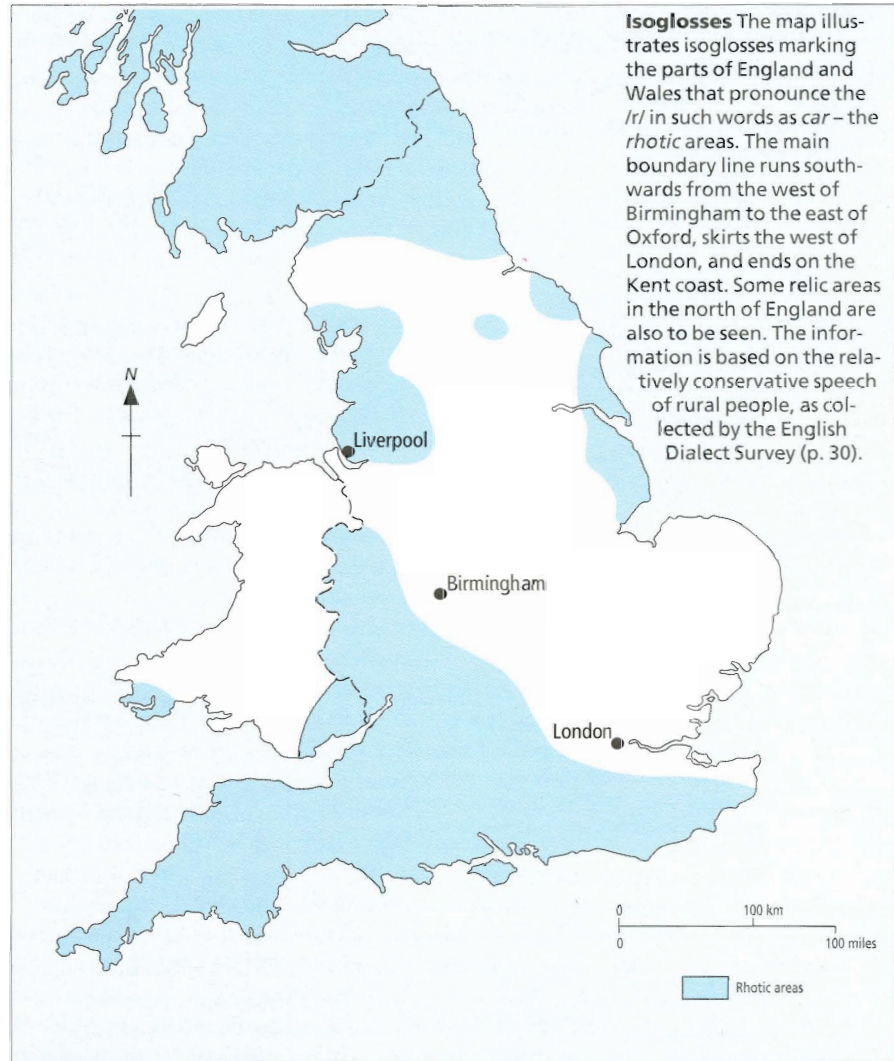 Isoglosses The map illus-
trates isoglosses marking
the parts of England and
Wales that pronounce the
/r/ in such words as car – the
rhotic areas. The main
boundary line runs south-
wards from the west of
Birmingham to the east of
Oxford, skirts the west of
London, and ends on the
Kent coast. Some relic areas
in the north of England are
also to be seen. The infor-
mation is based on the rela-
tively conservative speech
of rural people, as col-
lected by the English
Dialect Survey (p. 30).
N
Liverpool
Birmingham
London
0 100 km
0 100 miles
Rhotic areas